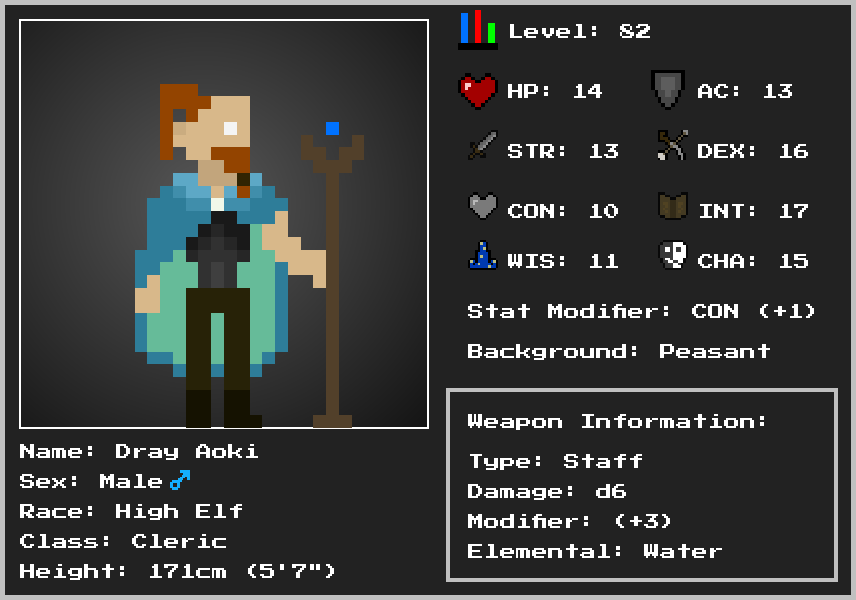 Level: 82
HP: 14 AC: 13
STR: 13 DEX: 16
CON: 10 INT: 17
WIS: 11 CHA: 15
Stat Modifier: CON (+1)
Background: Peasant
Weapon Information:
Type: Staff
Damage: d6
Modifier: (+3)
Elemental: Water
Name: Dray Aoki
Sex: Male♂
Race: High Elf
Class: Cleric
Height: 171cm (5'7")